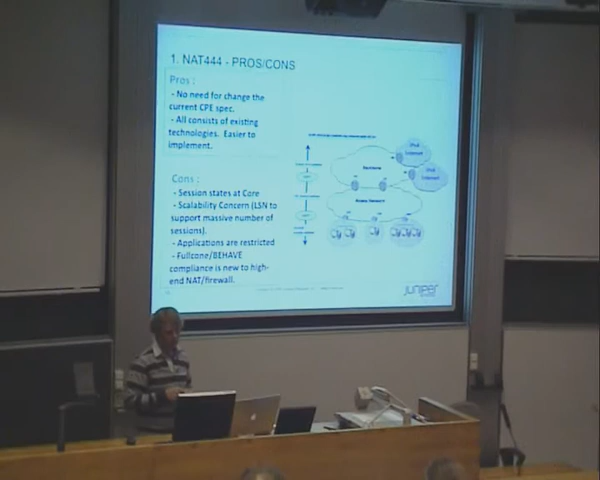 1. NAT444 - PROS/CONS
Pros :
- No need for change the
current CPE spec.
- All consists of existing
technologies. Easier to
implement.
Cons :
- Session states at Core
- Scalability Concern (LSN to
support massive number of
sessions).
- Applications are restricted
- Fullcone/BEHAVE
compliance is new to high-
end NAT/firewall.
Internet
Internet
Access Network
juniper